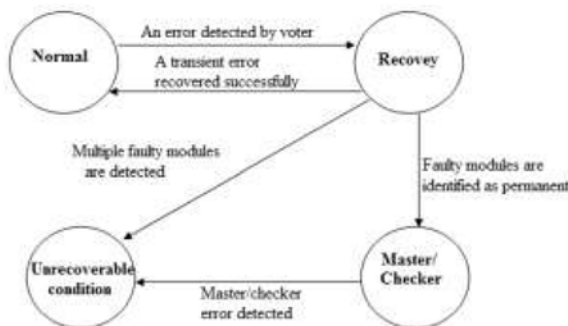 An error detected by voter
Normal
Recovey
A transient error
recovered successfully
Multiple faulty modules
are detected
Faulty modules are
identified as permanent
Unrecoverable
condition
Master/
Checker
Master/checker
error detected